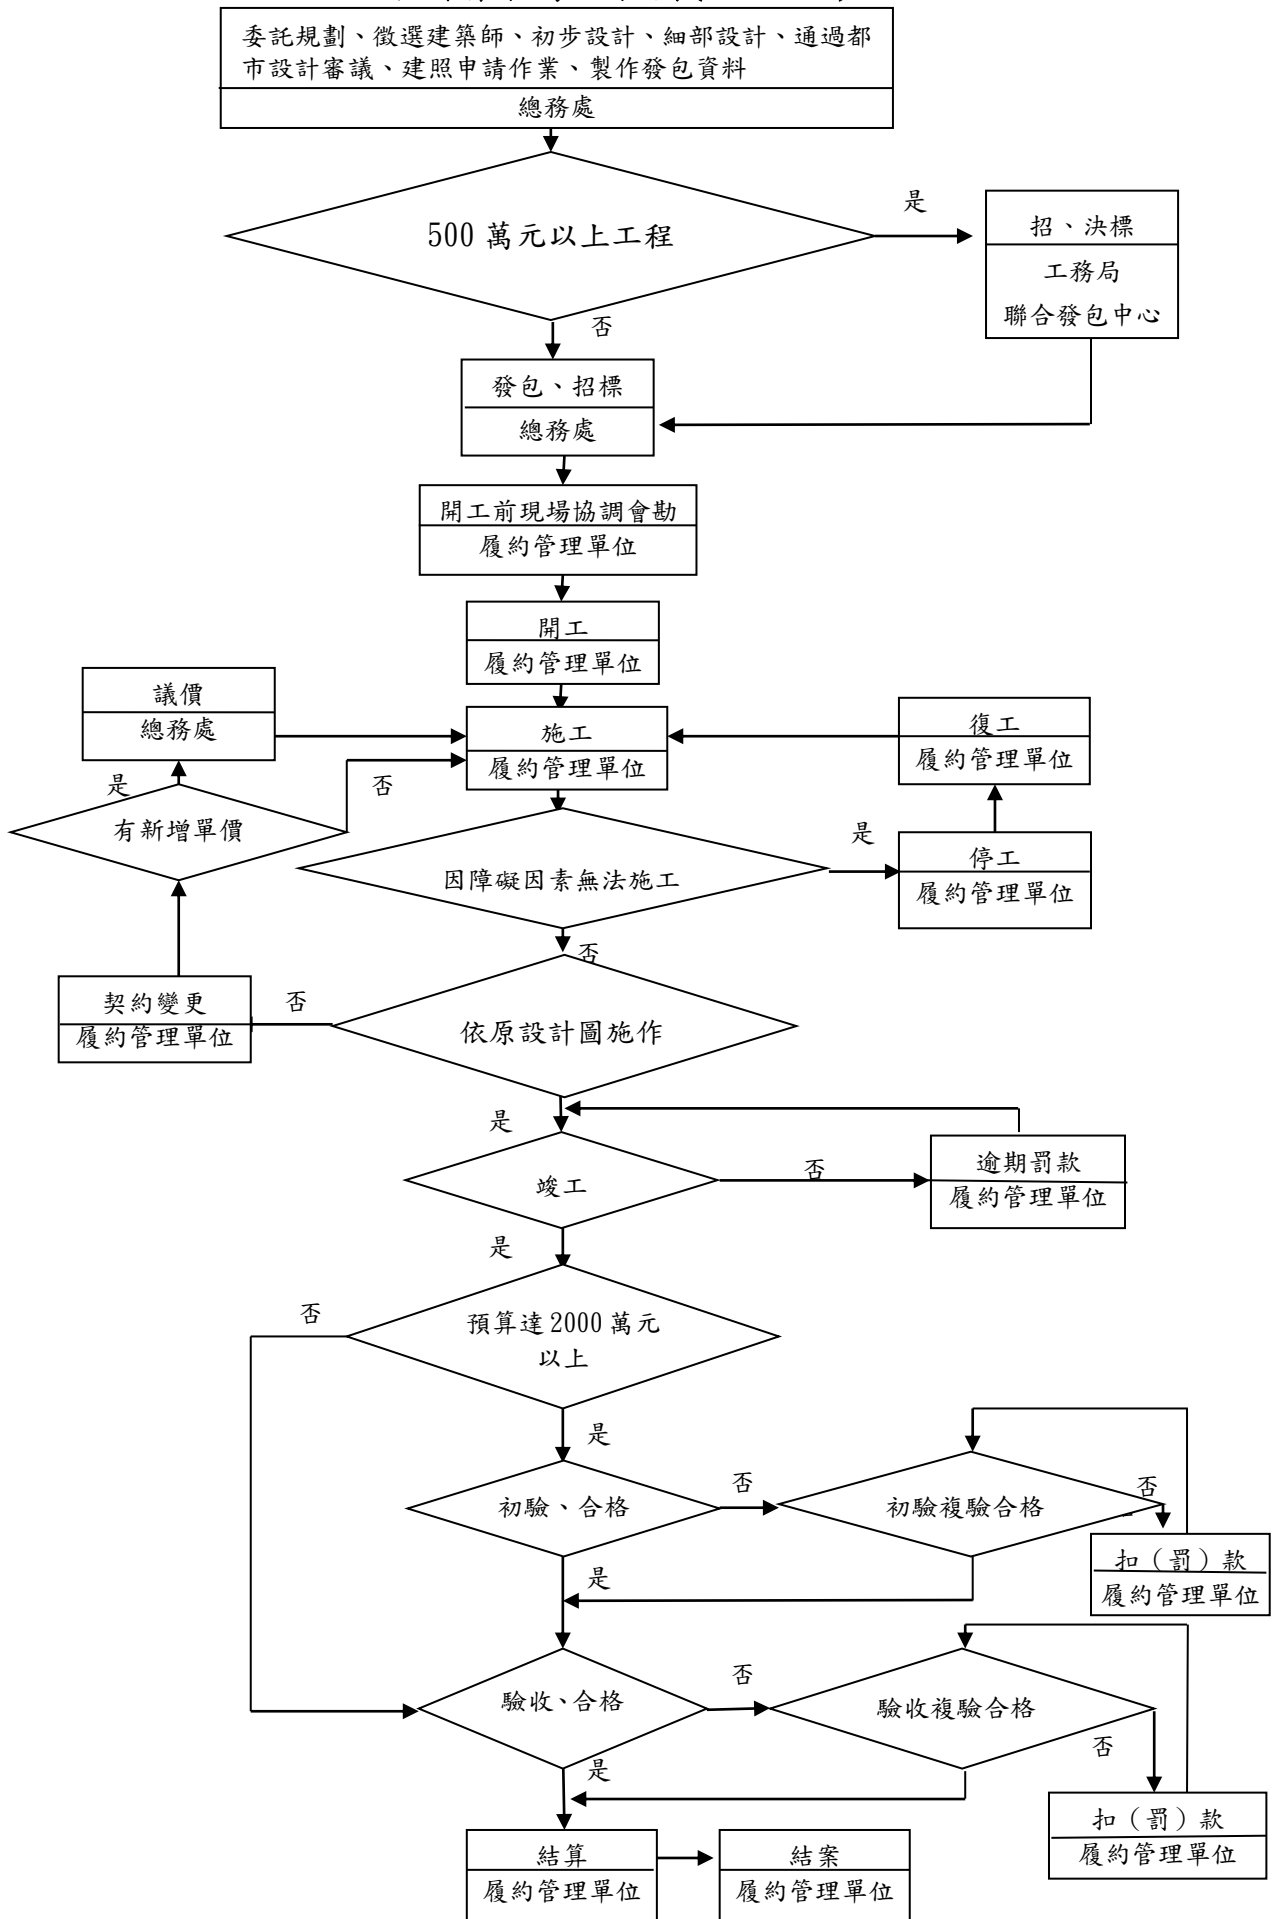 委託規劃、徵選建築師、初步設計、細部設計、通過都
市設計審議、建照申請作業、製作發包資料
總務處
500 萬元以上工程
是
招、決標
工務局
聯合發包中心
否
發包、招標
總務處
開工前現場協調會勘
履約管理單位
開工
履約管理單位
議價
總務處
施工
履約管理單位
復工
履約管理單位
是
否
有新增單價
因障礙因素無法施工
是
停工
履約管理單位
否
契約變更
履約管理單位
否
依原設計圖施作
是
竣工
否
逾期罰款
履約管理單位
是
否
預算達 2000 萬元
以上
是
初驗、合格
否
初驗複驗合格
否
扣（罰）款
履約管理單位
是
驗收、合格
否
驗收複驗合格
否
扣（罰）款
履約管理單位
是
結算
履約管理單位
結案
履約管理單位